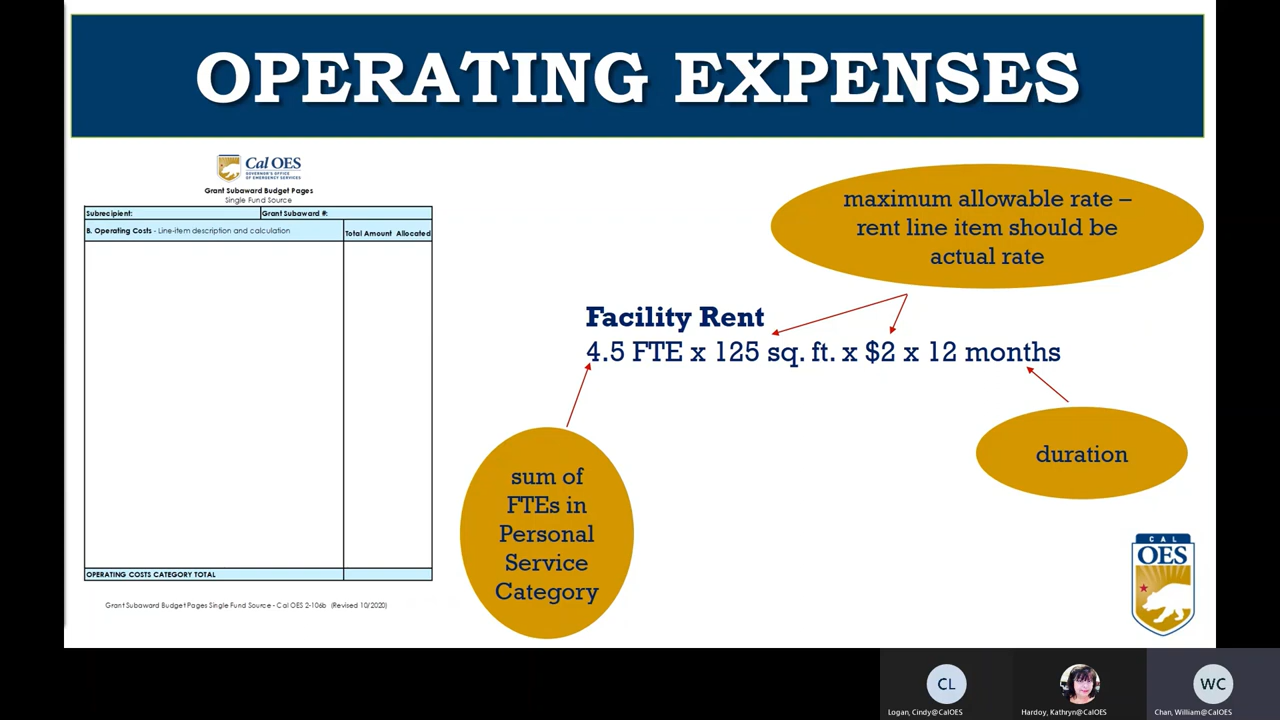 OPERATING EXPENSES
Cal OES
GOVERNOR'S OFFICE
OF EMERGENCY SERVICES
Grant Subaward Budget Pages
Single Fund Source
Subrecipient: Grant Subaward #:
B. Operating Costs - Line-item description and calculation Total Amount Allocated
OPERATING COSTS CATEGORY TOTAL
Grant Subaward Budget Pages Single Fund Source - Cal OES 2-106b (Revised 10/2020)
maximum allowable rate –
rent line item should be
actual rate
Facility Rent
4.5 FTE x 125 sq. ft. x $2 x 12 months
sum of
FTEs in
Personal
Service
Category
duration
CAL
OES
CL
WC
Logan, Cindy@CalOES
Hardoy, Kathryn@CalOES
Chan, William@CalOES